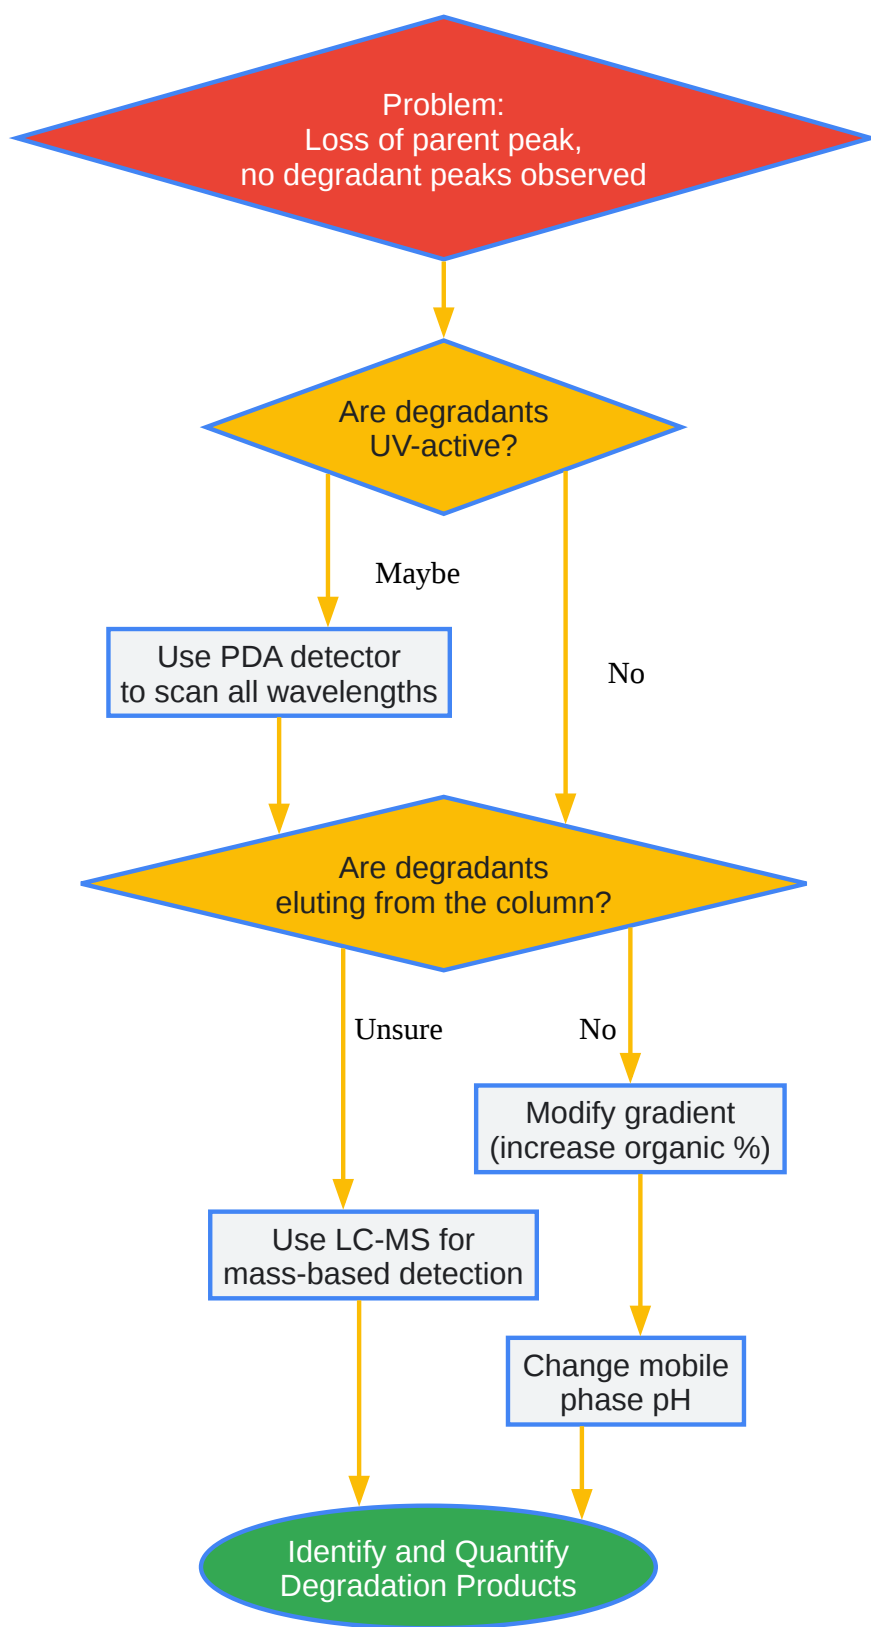 Problem:
Loss of parent peak,
no degradant peaks observed
Are degradants
UV-active?
Maybe
Use PDA detector
to scan all wavelengths
No
Are degradants
eluting from the column?
Unsure
No
Modify gradient
(increase organic %)
Use LC-MS for
mass-based detection
Change mobile
phase pH
Identify and Quantify
Degradation Products